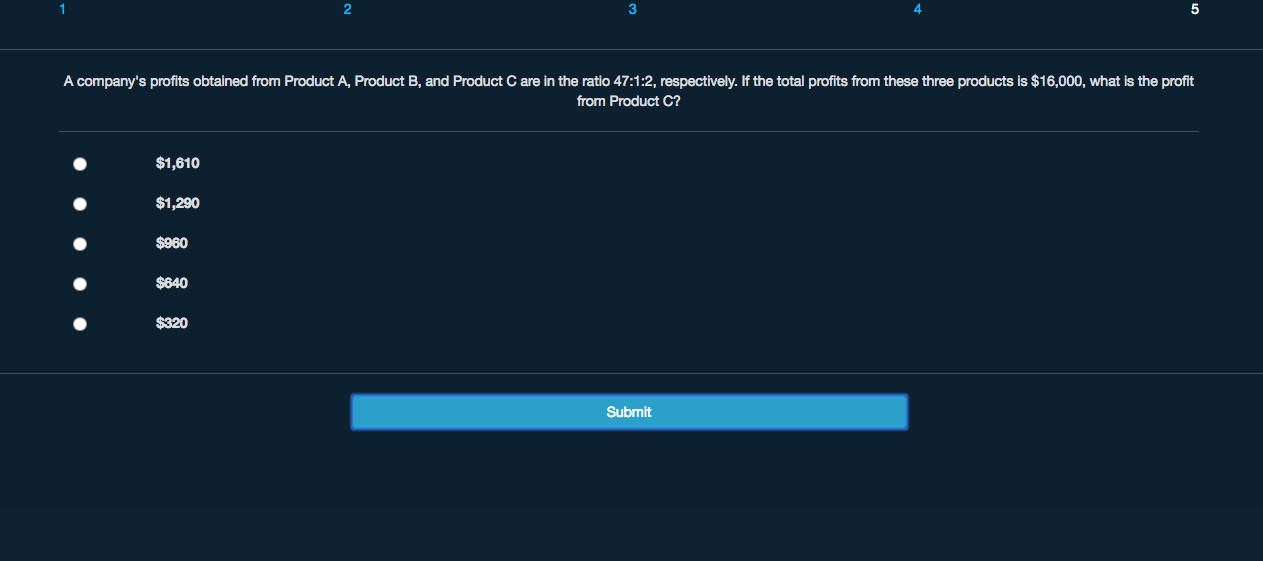 1 2 3 4 5
A company's profits obtained from Product A, Product B, and Product C are in the ratio 47:1:2, respectively. If the total profits from these three products is $16,000, what is the profit
from Product C?
$1,610
$1,290
$960
$640
$320
Submit